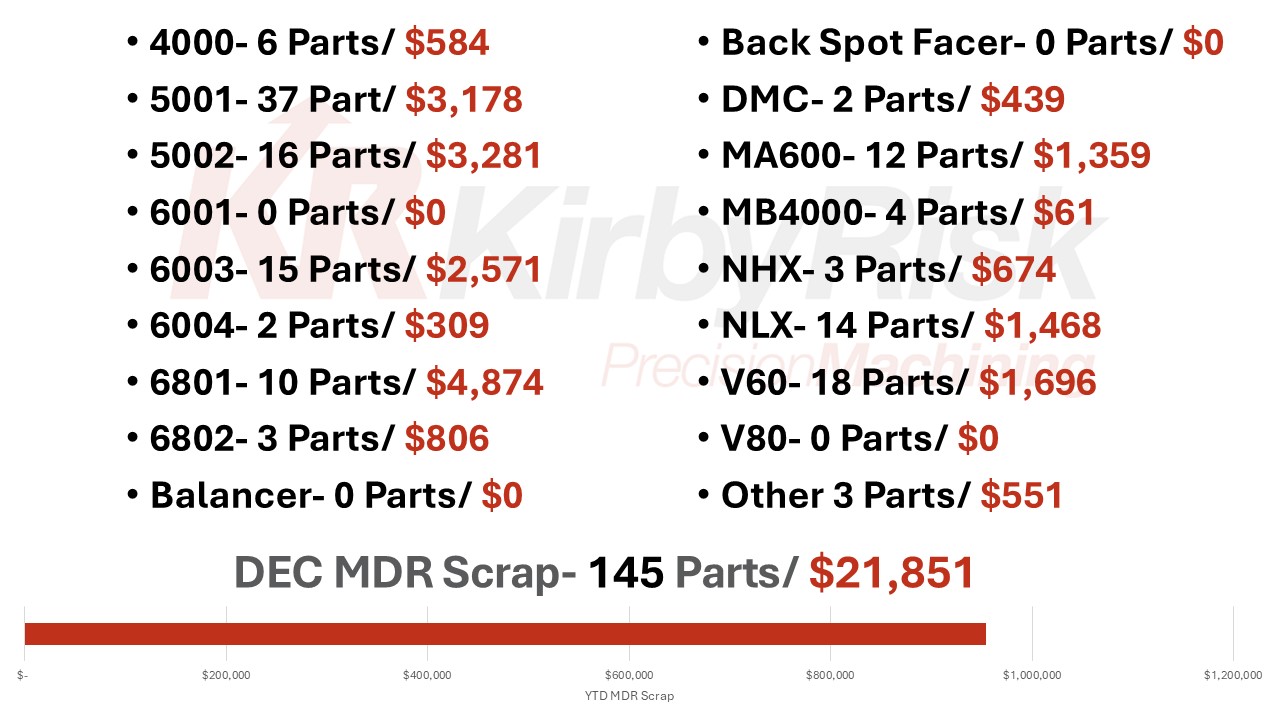 • 4000- 6 Parts/ $584
• 5001- 37 Part/ $3,178
• 5002- 16 Parts/ $3,281
• 6001- 0 Parts/ $0
• 6003- 15 Parts/ $2,571
• 6004- 2 Parts/ $309
• 6801- 10 Parts/ $4,874
• 6802- 3 Parts/ $806
• Balancer- 0 Parts/ $0
• Back Spot Facer- 0 Parts/ $0
• DMC- 2 Parts/ $439
• MA600- 12 Parts/ $1,359
• MB4000- 4 Parts/ $61
• NHX- 3 Parts/ $674
• NLX- 14 Parts/ $1,468
• V60- 18 Parts/ $1,696
• V80- 0 Parts/ $0
• Other 3 Parts/ $551
KR KirbyRisk
PrecisionMachining
DEC MDR Scrap- 145 Parts/ $21,851
$- $200,000 $400,000 $600,000 $800,000 $1,000,000 $1,200,000
YTD MDR Scrap